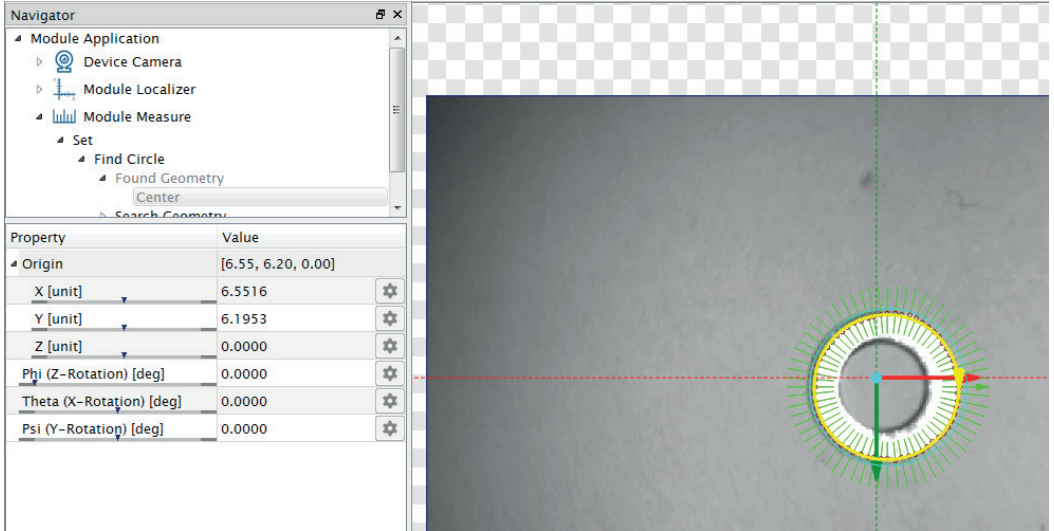 Navigator
Module Application
Device Camera
Module Localizer
Module Measure
Set
Find Circle
Found Geometry
Center
Search Geometry
Property Value
Origin [6.55, 6.20, 0.00]
X [unit] 6.5516
Y [unit] 6.1953
Z [unit] 0.0000
Phi (Z-Rotation) [deg] 0.0000
Theta (X-Rotation) [deg] 0.0000
Psi (Y-Rotation) [deg] 0.0000